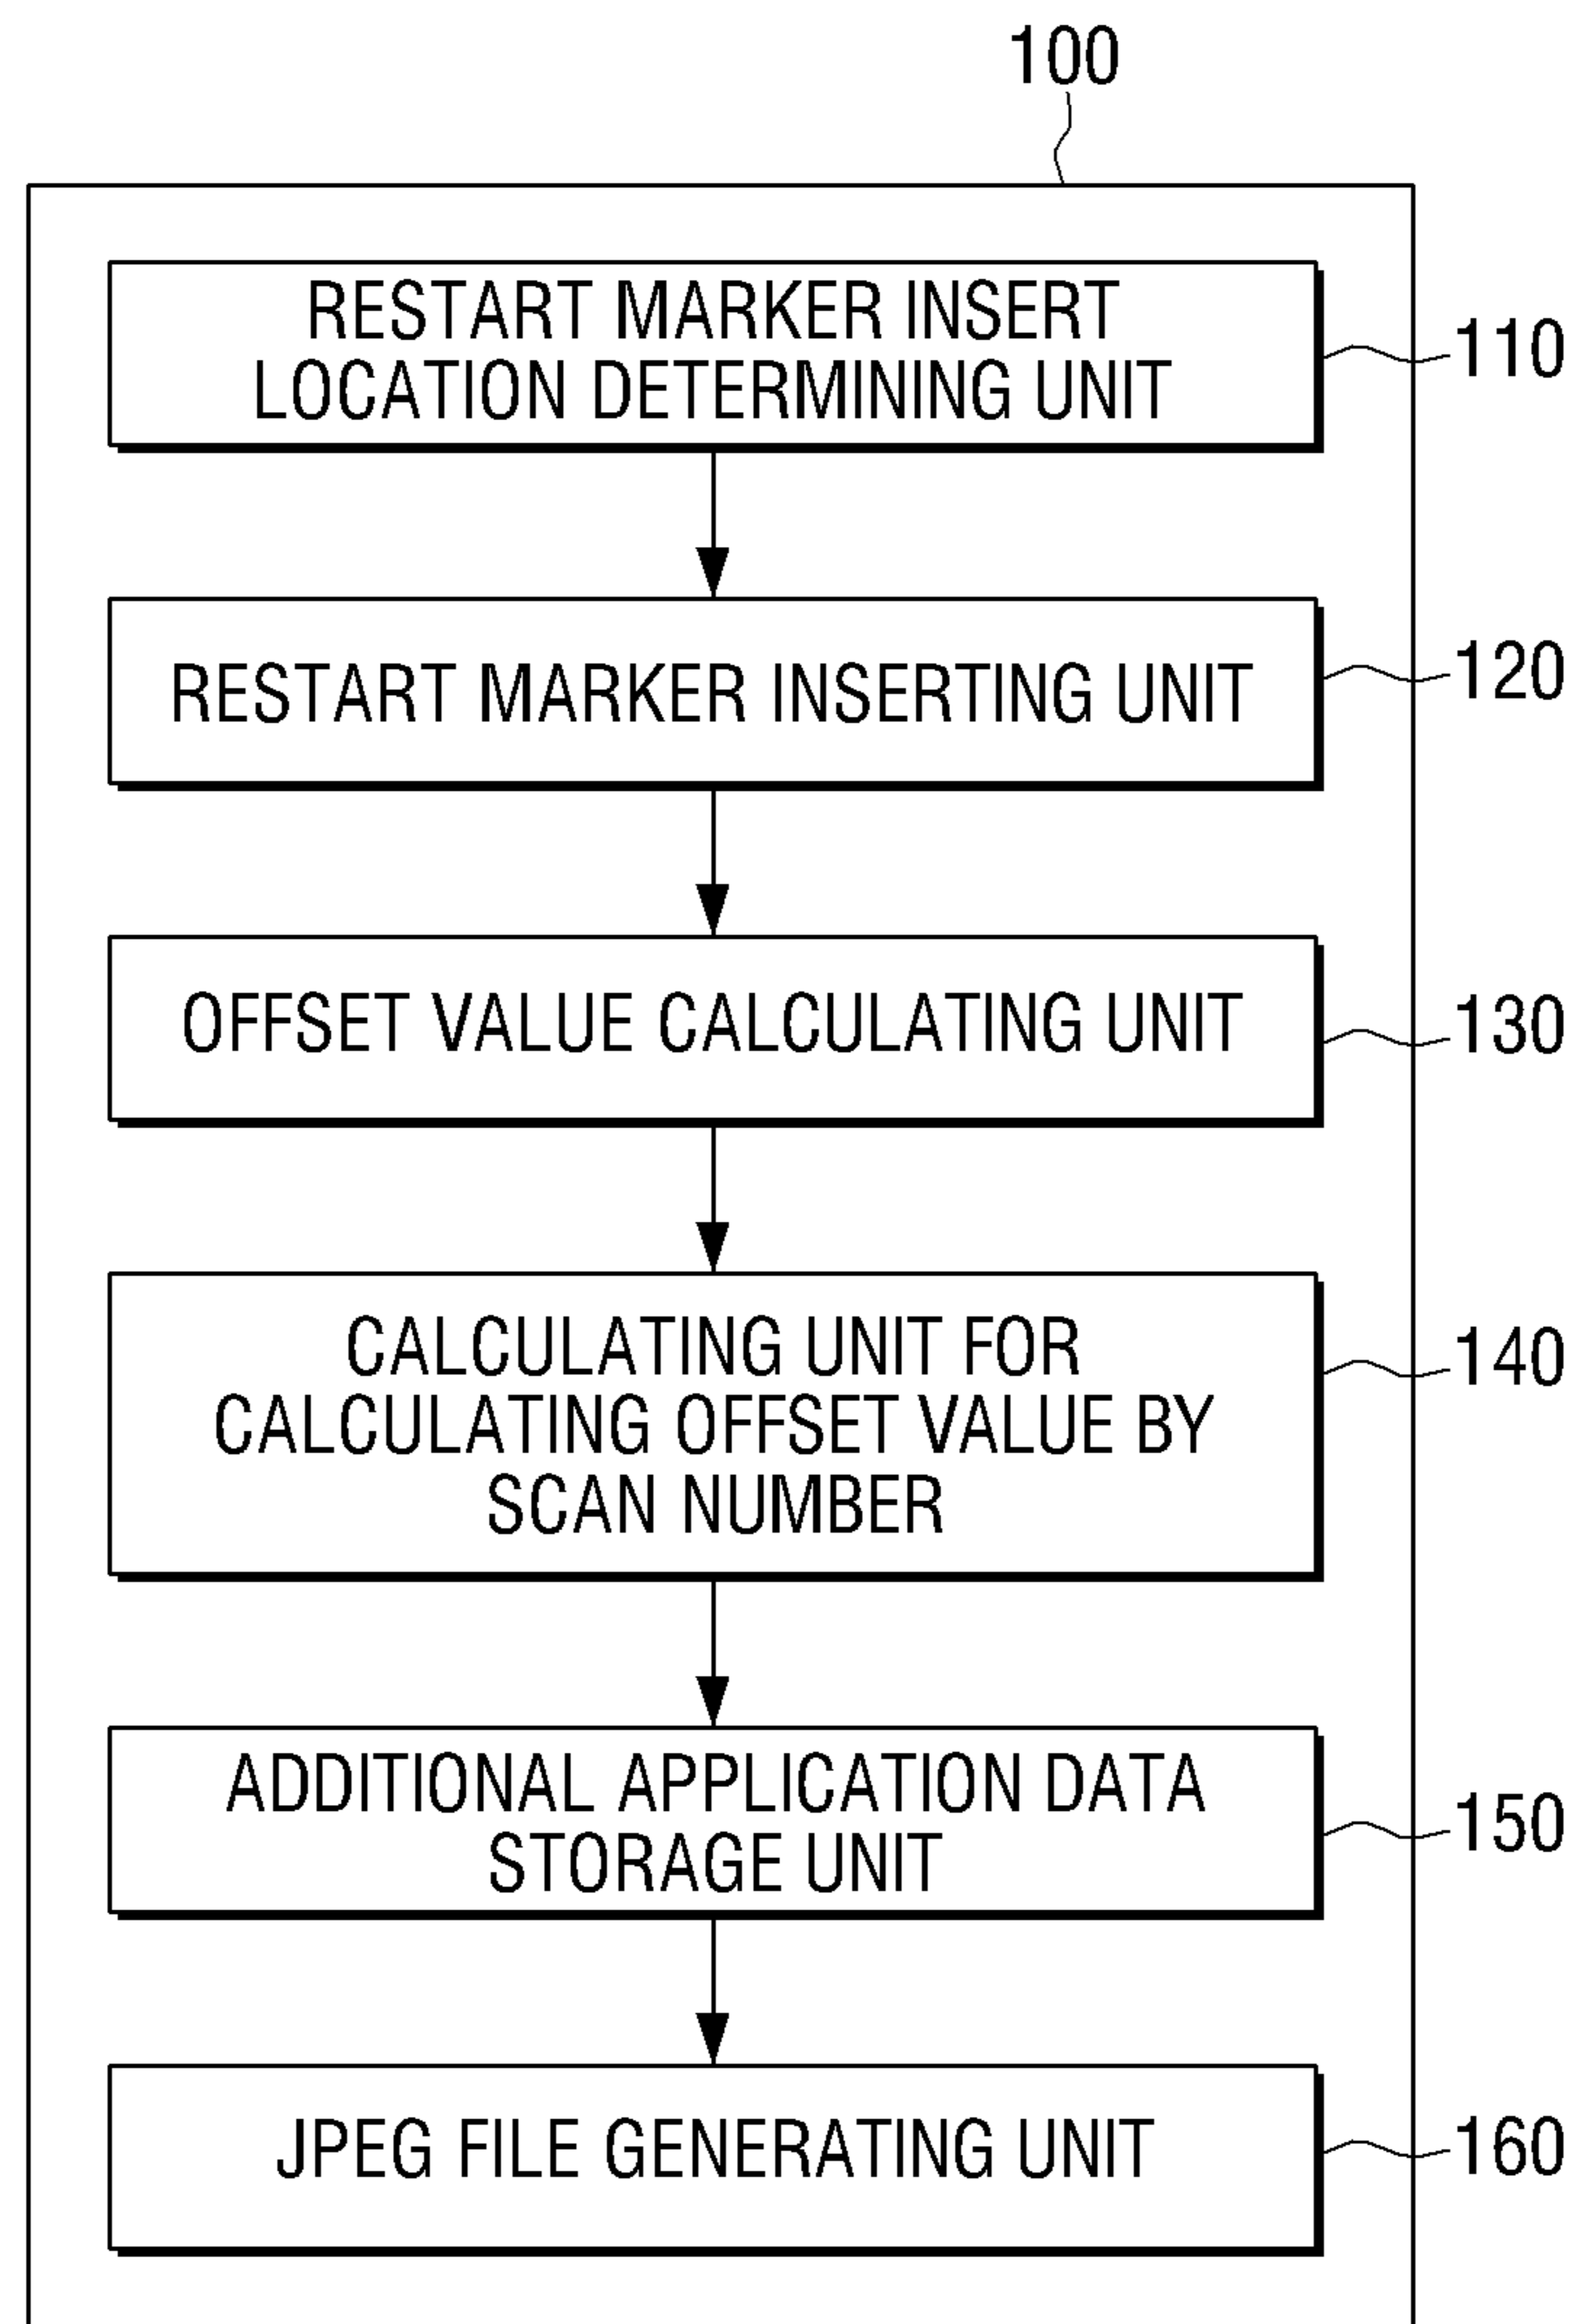 100
RESTART MARKER INSERT
LOCATION DETERMINING UNIT
110
RESTART MARKER INSERTING UNIT
120
OFFSET VALUE CALCULATING UNIT
130
CALCULATING UNIT FOR
CALCULATING OFFSET VALUE BY
SCAN NUMBER
140
ADDITIONAL APPLICATION DATA
STORAGE UNIT
150
JPEG FILE GENERATING UNIT
160